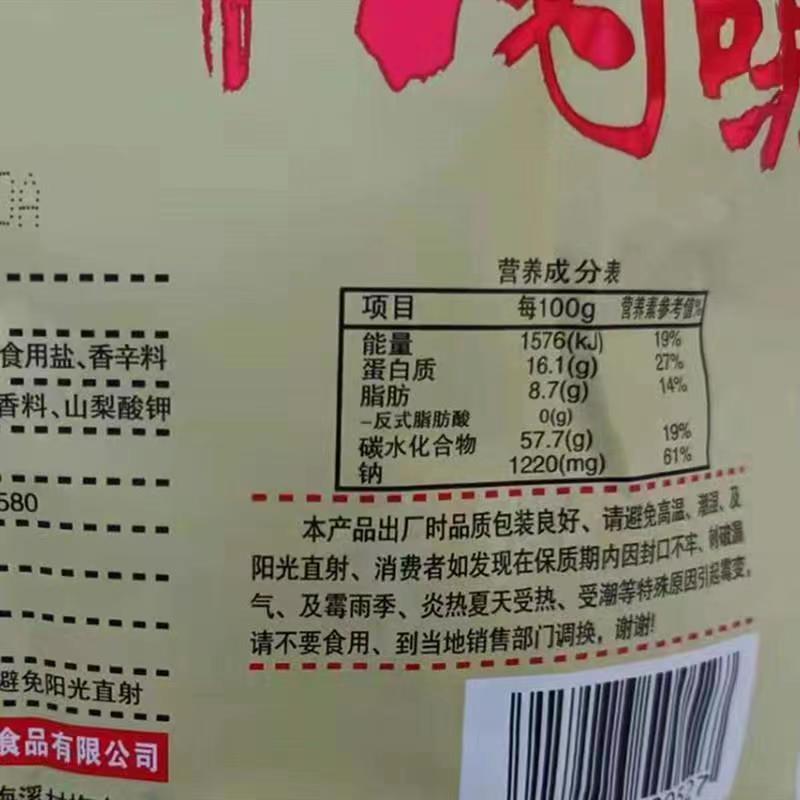 0A
食用盐、香辛料
香料、山梨酸钾
580
避免阳光直射
食品有限公司
营养成分表
项目 每100g 营养素参考值%
能量 1576(kJ) 19%
蛋白质 16.1(g) 27%
脂肪 8.7(g) 14%
-反式脂肪酸 0(g)
碳水化合物 57.7(g) 19%
钠 1220(mg) 61%
本产品出厂时品质包装良好、请避免高温、潮湿、及
阳光直射、消费者如发现在保质期内因封口不牢、刺破漏
气、及霉雨季、炎热夏天受热、受潮等特殊原因引起霉变,
请不要食用、到当地销售部门调换,谢谢!